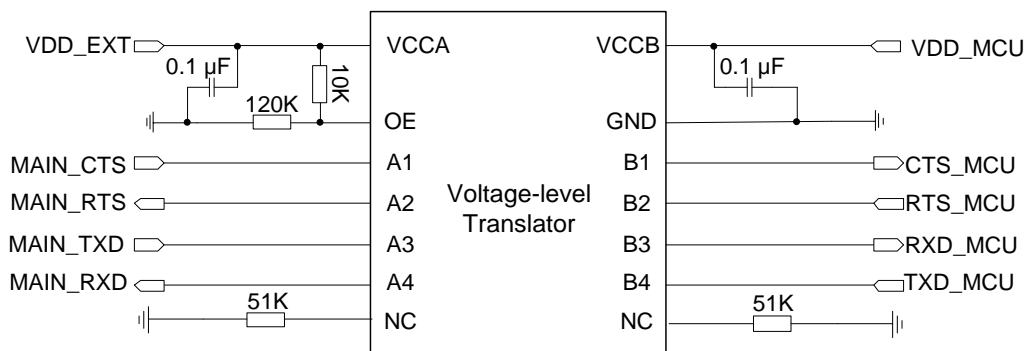 VDD_EXT VCCA VCCB VDD_MCU
0.1 µF 10K 0.1 µF
120K OE GND
MAIN_CTS A1 B1 CTS_MCU
MAIN_RTS A2 B2 RTS_MCU
Voltage-level
Translator
MAIN_TXD A3 B3 RXD_MCU
MAIN_RXD A4 B4 TXD_MCU
51K NC NC 51K